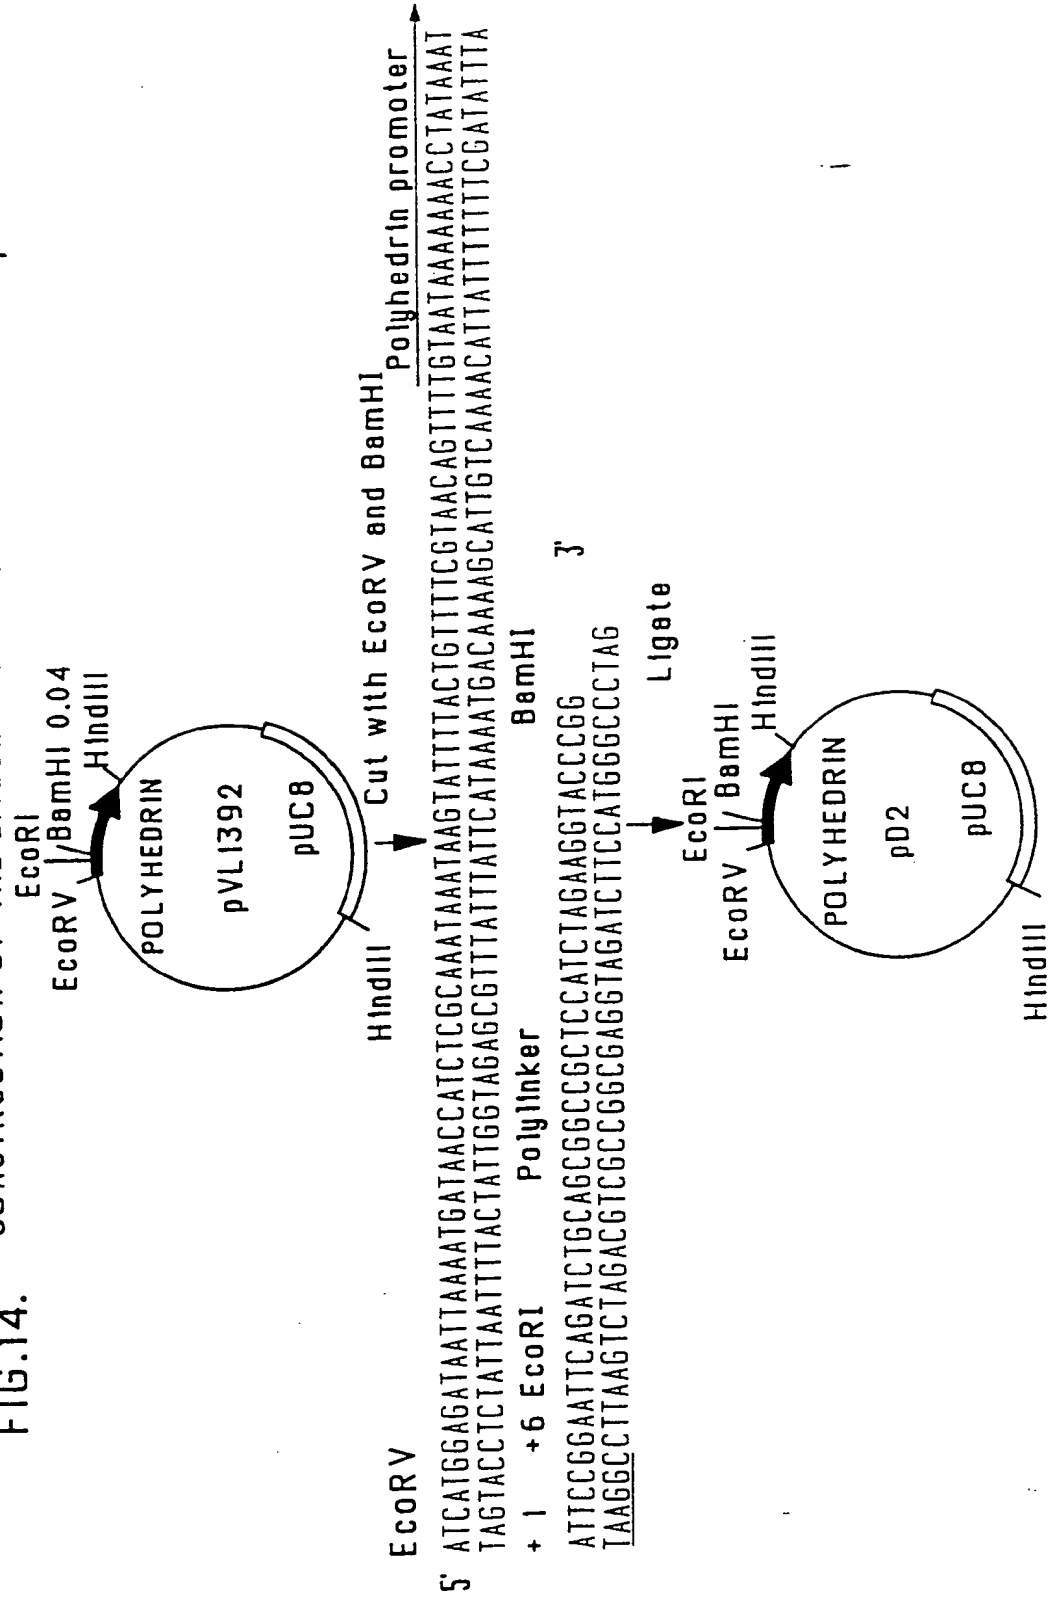 FIG.14.
EcoRI
EcoRV BamHI 0.04
HindIII
POLYHEDRIN
pVL1392
pUC8
HindIII
Cut with EcoRV and BamHI
EcoRV
Polyhedrin promoter
5' ATCATGGAGATAATTAAAATGATAACCATCTCGCAAATAAATAAGTATTTTACTGTTTTCGTAACAGTTTTGTAATAAAAAAACCTATAAAT
TAGTACCTCTATTAATTTTACTATTGGTAGAGCGTTTATTTATTCATAAAATGACAAAAGCATTGTCAAAACATTATTTTTTTCGATATTTA
+ 1 +6 EcoRI Polylinker BamHI
ATTCCGGAATTCAGATCTGCAGCGGCCGCTCCATCTAGAAGGTACCCGG 3'
TAAGGCCTTAAGTCTAGACGTCGCCGGCGAGGTAGATCTTCCATGGGCCCTAG
Ligate
EcoRI
EcoRV BamHI
HindIII
POLYHEDRIN
pD2
pUC8
HindIII